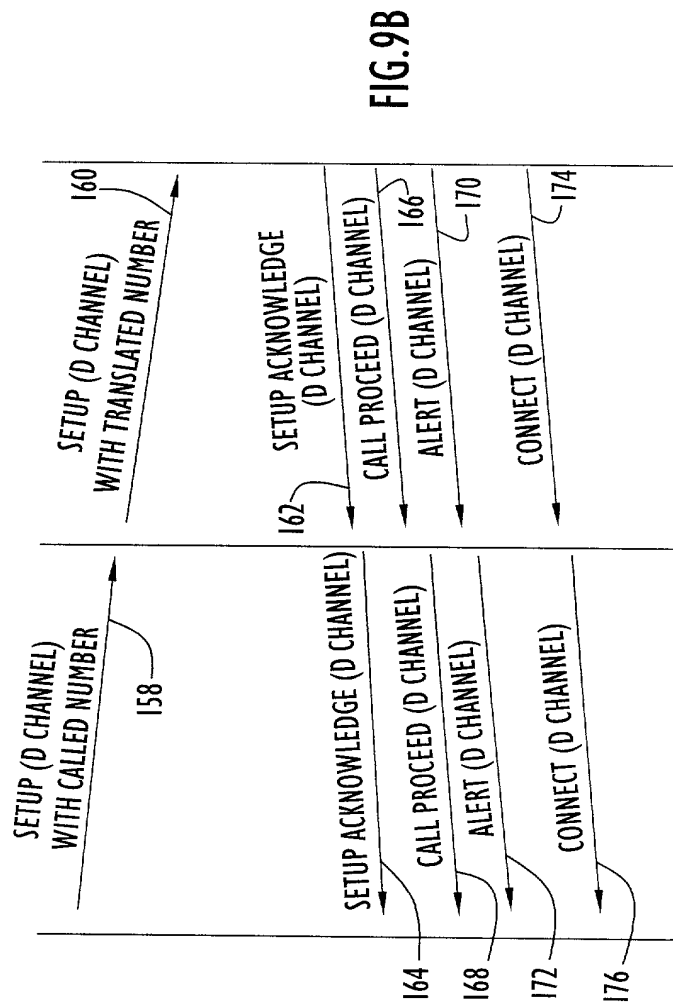 SETUP (D CHANNEL)
WITH CALLED NUMBER
158
SETUP (D CHANNEL)
WITH TRANSLATED NUMBER
160
SETUP ACKNOWLEDGE
(D CHANNEL)
162
SETUP ACKNOWLEDGE (D CHANNEL)
164
CALL PROCEED (D CHANNEL)
166
CALL PROCEED (D CHANNEL)
168
ALERT (D CHANNEL)
170
ALERT (D CHANNEL)
172
CONNECT (D CHANNEL)
174
CONNECT (D CHANNEL)
176
FIG.9B